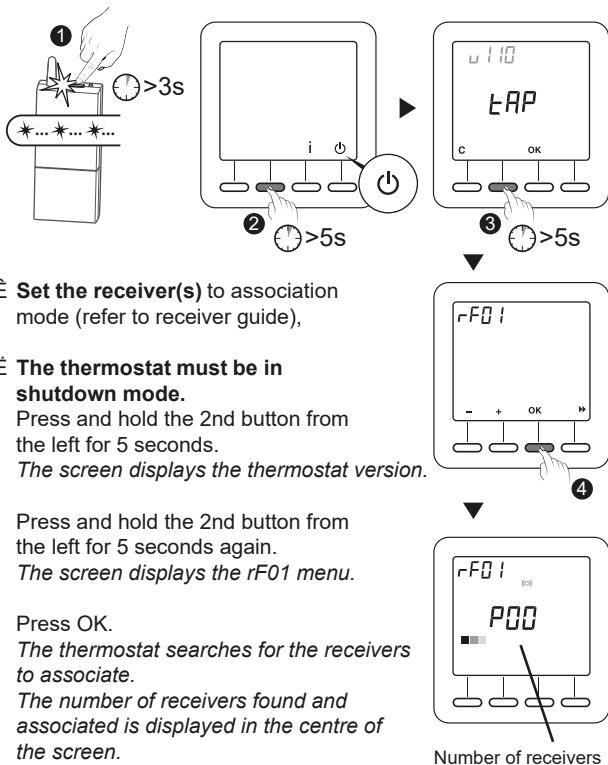 1
>3s
i
2
>5s
u110
tAP
C OK
3
>5s
È Set the receiver(s) to association
mode (refer to receiver guide),
É The thermostat must be in
shutdown mode.
Press and hold the 2nd button from
the left for 5 seconds.
The screen displays the thermostat version.
Press and hold the 2nd button from
the left for 5 seconds again.
The screen displays the rF01 menu.
Press OK.
The thermostat searches for the receivers
to associate.
The number of receivers found and
associated is displayed in the centre of
the screen.
rF01
- + OK
4
rF01
P00
Number of receivers